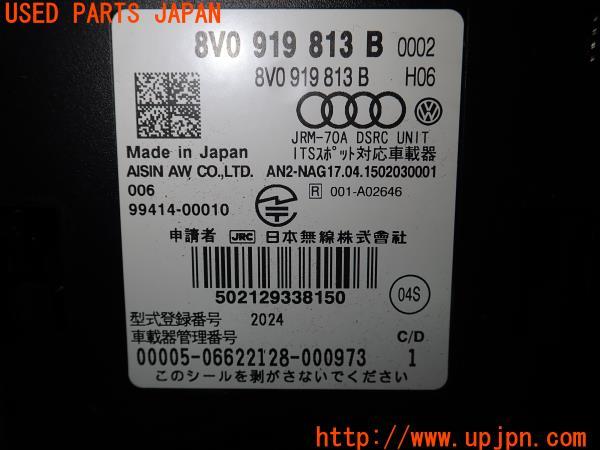 USED PARTS JAPAN
8V0 919 813 B 0002
8V0 919 813 B H06
JRM-70A DSRC UNIT
Made in Japan ITSスポット対応車載器
AISIN AW CO.,LTD. AN2-NAG17.04.1502030001
006 R 001-A02646
99414-00010
申請者 JRC 日本無線株式会社
502129338150 04S
型式登録番号 2024
車載器管理番号 C/D
00005-06622128-000973 1
このシールを剥がさないでください
http://www.upjpn.com/